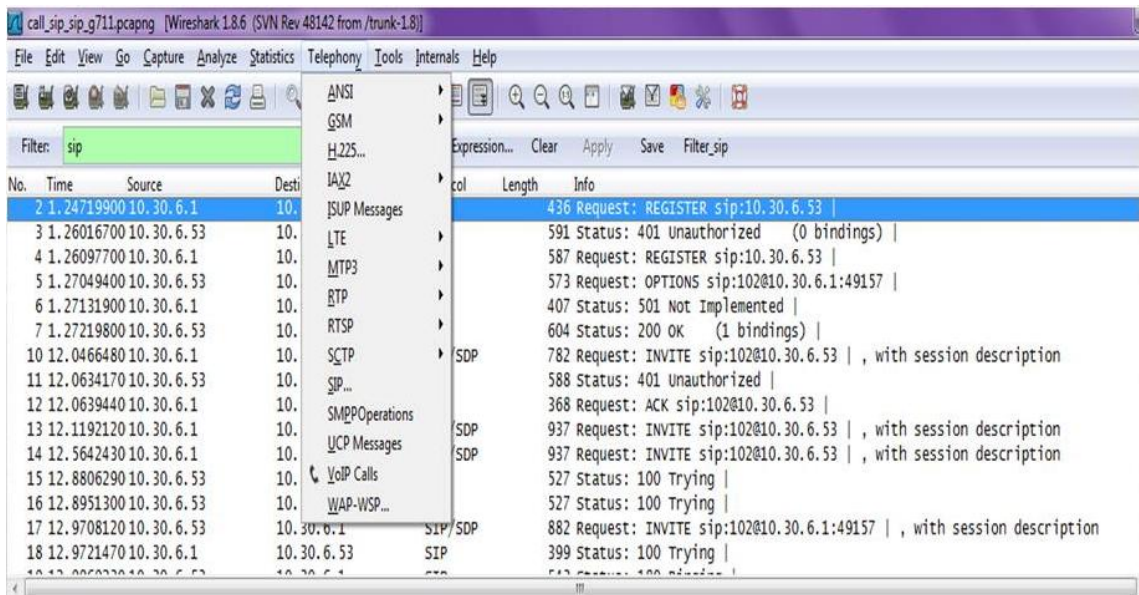 call_sip_sip_g711.pcapng [Wireshark 1.8.6 (SVN Rev 48142 from /trunk-1.8)]
File Edit View Go Capture Analyze Statistics Telephony Tools Internals Help
ANSI
GSM
H.225...
IAX2
ISUP Messages
LTE
MTP3
RTP
RTSP
SCTP
SIP...
SMPPOperations
UCP Messages
VoIP Calls
WAP-WSP...
Filter: sip Expression... Clear Apply Save Filter_sip
No. Time Source Desti col Length Info
2 1.24719900 10.30.6.1 10. 436 Request: REGISTER sip:10.30.6.53 |
3 1.26016700 10.30.6.53 10. 591 Status: 401 Unauthorized (0 bindings) |
4 1.26097700 10.30.6.1 10. 587 Request: REGISTER sip:10.30.6.53 |
5 1.27049400 10.30.6.53 10. 573 Request: OPTIONS sip:102@10.30.6.1:49157 |
6 1.27131900 10.30.6.1 10. 407 Status: 501 Not Implemented |
7 1.27219800 10.30.6.53 10. 604 Status: 200 OK (1 bindings) |
10 12.0466480 10.30.6.1 10. /SDP 782 Request: INVITE sip:102@10.30.6.53 | , with session description
11 12.0634170 10.30.6.53 10. 588 Status: 401 Unauthorized |
12 12.0639440 10.30.6.1 10. 368 Request: ACK sip:102@10.30.6.53 |
13 12.1192120 10.30.6.1 10. /SDP 937 Request: INVITE sip:102@10.30.6.53 | , with session description
14 12.5642430 10.30.6.1 10. /SDP 937 Request: INVITE sip:102@10.30.6.53 | , with session description
15 12.8806290 10.30.6.53 10. 527 Status: 100 Trying |
16 12.8951300 10.30.6.53 10. 527 Status: 100 Trying |
17 12.9708120 10.30.6.53 10.30.6.1 SIP/SDP 882 Request: INVITE sip:102@10.30.6.1:49157 | , with session description
18 12.9721470 10.30.6.1 10.30.6.53 SIP 399 Status: 100 Trying |